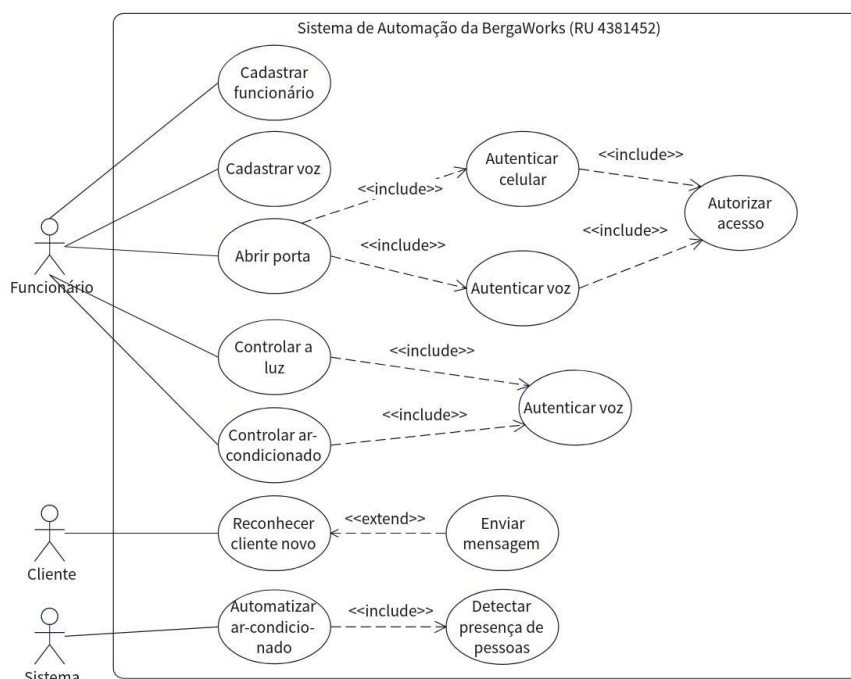 Sistema de Automação da BergaWorks (RU 4381452)
Cadastrar
funcionário
Cadastrar voz
<<include>>
Autenticar
celular
<<include>>
Autorizar
acesso
Funcionário
Abrir porta
<<include>>
Autenticar voz
<<include>>
Controlar a
luz
<<include>>
Autenticar voz
Controlar ar-
condicionado
<<include>>
Cliente
Reconhecer
cliente novo
<<extend>>
Enviar
mensagem
Sistema
Automatizar
ar-condicio-
nado
<<include>>
Detectar
presença de
pessoas